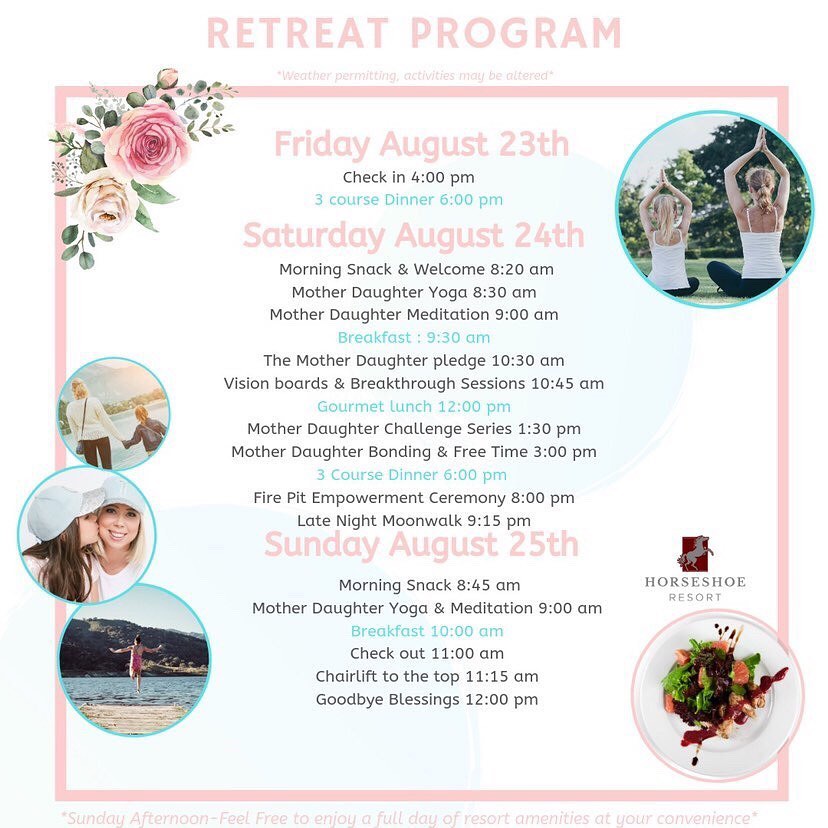 RETREAT PROGRAM
*Weather permitting, activities may be altered*
Friday August 23th
Check in 4:00 pm
3 course Dinner 6:00 pm
Saturday August 24th
Morning Snack & Welcome 8:20 am
Mother Daughter Yoga 8:30 am
Mother Daughter Meditation 9:00 am
Breakfast : 9:30 am
The Mother Daughter pledge 10:30 am
Vision boards & Breakthrough Sessions 10:45 am
Gourmet lunch 12:00 pm
Mother Daughter Challenge Series 1:30 pm
Mother Daughter Bonding & Free Time 3:00 pm
3 Course Dinner 6:00 pm
Fire Pit Empowerment Ceremony 8:00 pm
Late Night Moonwalk 9:15 pm
Sunday August 25th
Morning Snack 8:45 am
Mother Daughter Yoga & Meditation 9:00 am
Breakfast 10:00 am
Check out 11:00 am
Chairlift to the top 11:15 am
Goodbye Blessings 12:00 pm
HORSESHOE
RESORT
*Sunday Afternoon-Feel Free to enjoy a full day of resort amenities at your convenience*